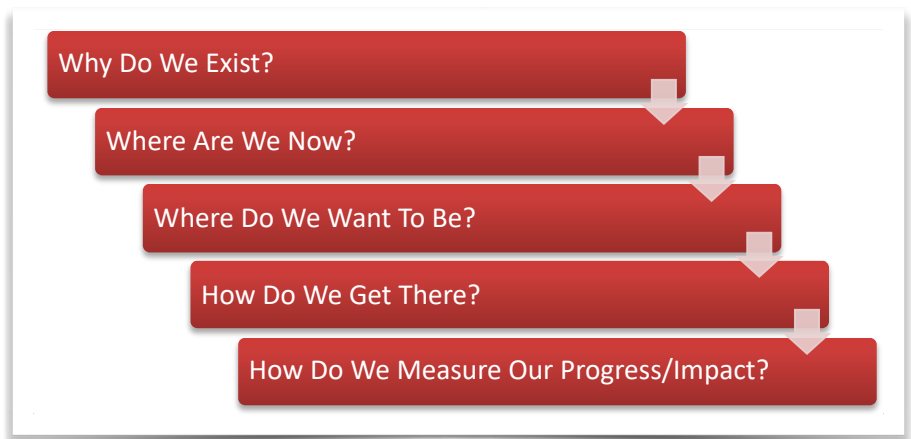 Why Do We Exist?
Where Are We Now?
Where Do We Want To Be?
How Do We Get There?
How Do We Measure Our Progress/Impact?